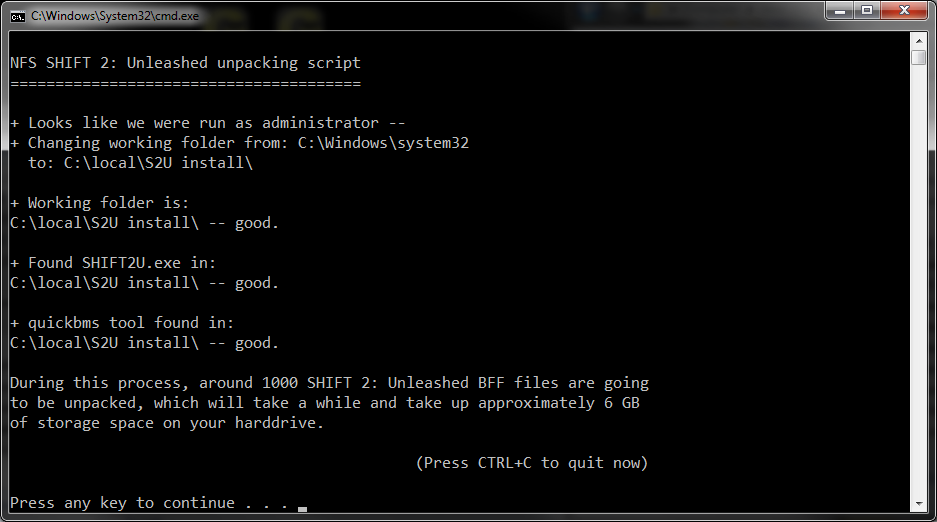 C:\Windows\System32\cmd.exe
NFS SHIFT 2: Unleashed unpacking script
=======================================
+ Looks like we were run as administrator --
+ Changing working folder from: C:\Windows\system32
to: C:\local\S2U install\
+ Working folder is:
C:\local\S2U install\ -- good.
+ Found SHIFT2U.exe in:
C:\local\S2U install\ -- good.
+ quickbms tool found in:
C:\local\S2U install\ -- good.
During this process, around 1000 SHIFT 2: Unleashed BFF files are going
to be unpacked, which will take a while and take up approximately 6 GB
of storage space on your harddrive.
(Press CTRL+C to quit now)
Press any key to continue . . .